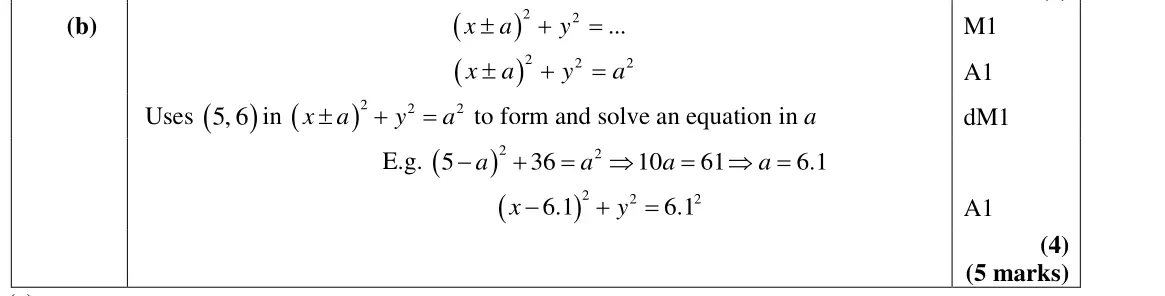 (b) (x ± a)² + y² = ... M1
(x ± a)² + y² = a² A1
Uses (5, 6) in (x ± a)² + y² = a² to form and solve an equation in a dM1
E.g. (5 − a)² + 36 = a² ⇒ 10a = 61 ⇒ a = 6.1
(x − 6.1)² + y² = 6.1² A1
(4)
(5 marks)